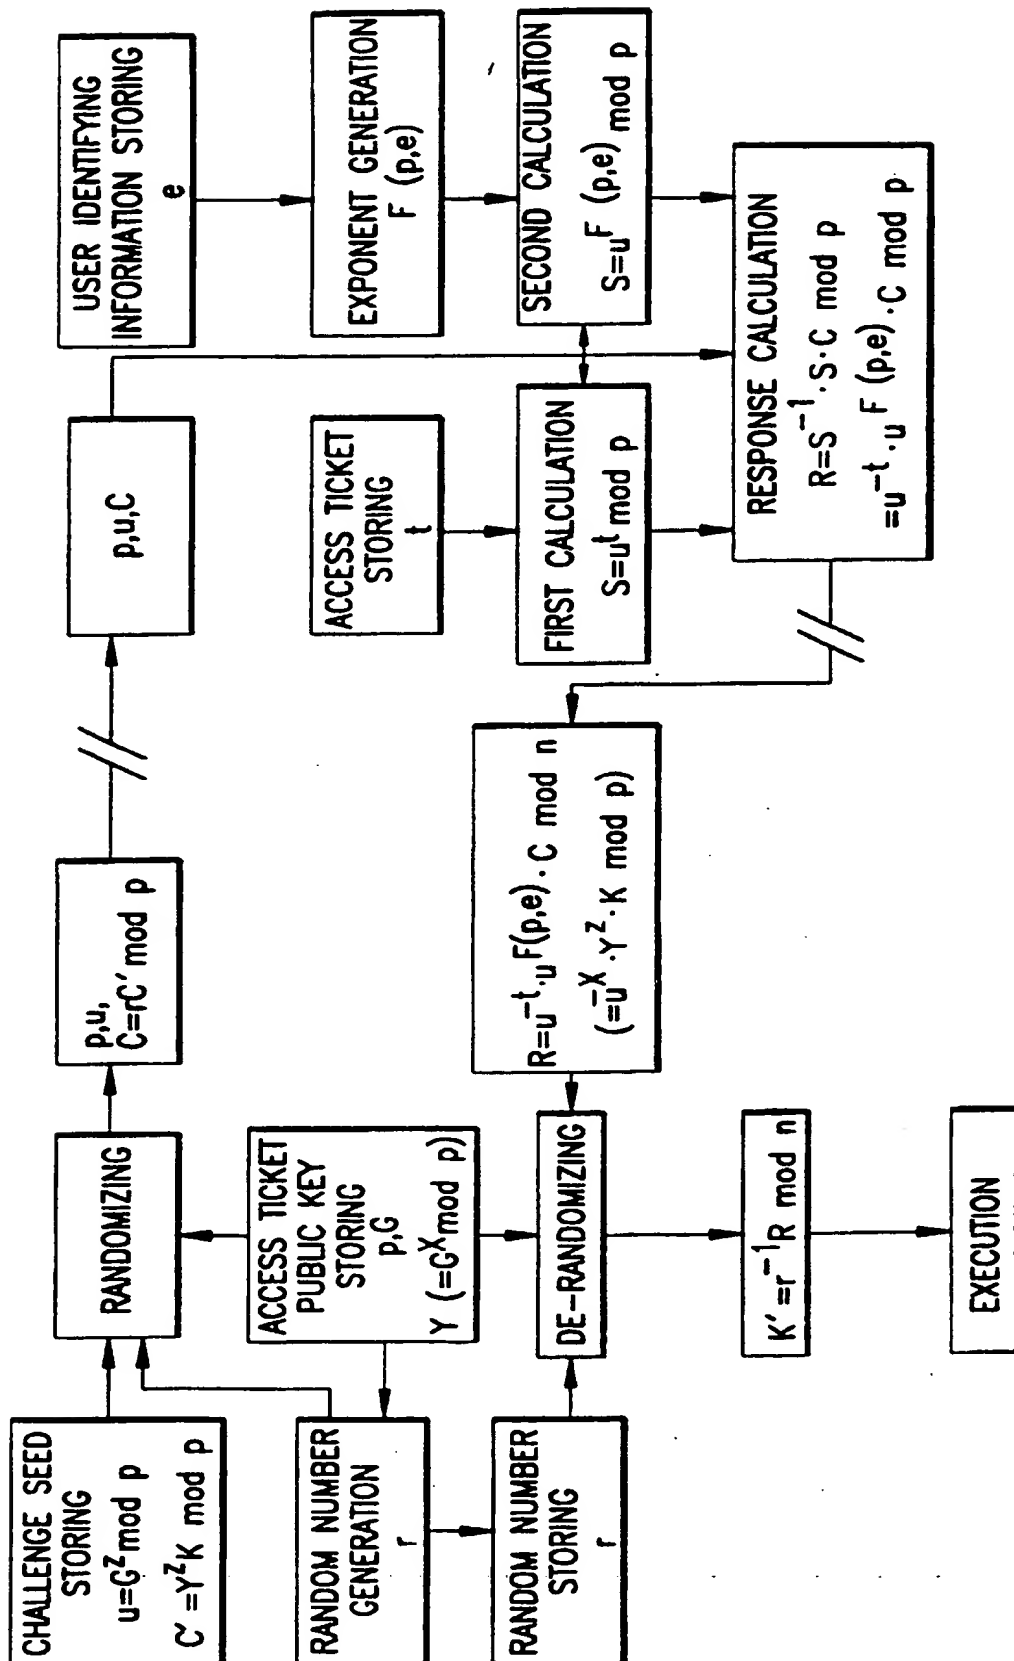 CHALLENGE SEED
STORING
u=G^z mod p
C′ =Y^z K mod p
RANDOMIZING
p,u,
C=rC′ mod p
p,u,C
USER IDENTIFYING
INFORMATION STORING
e
RANDOM NUMBER
GENERATION
r
ACCESS TICKET
PUBLIC KEY
STORING
p,G
Y (=G^X mod p)
ACCESS TICKET
STORING
t
EXPONENT GENERATION
F (p,e)
RANDOM NUMBER
STORING
r
DE-RANDOMIZING
R=u^-t·u^F(p,e)·C mod n
(=u^-X·Y^z·K mod p)
FIRST CALCULATION
S=u^t mod p
SECOND CALCULATION
S=u^F (p,e) mod p
K′ =r^-1 R mod n
RESPONSE CALCULATION
R=S^-1·S·C mod p
=u^-t·u^F (p,e)·C mod p
EXECUTION